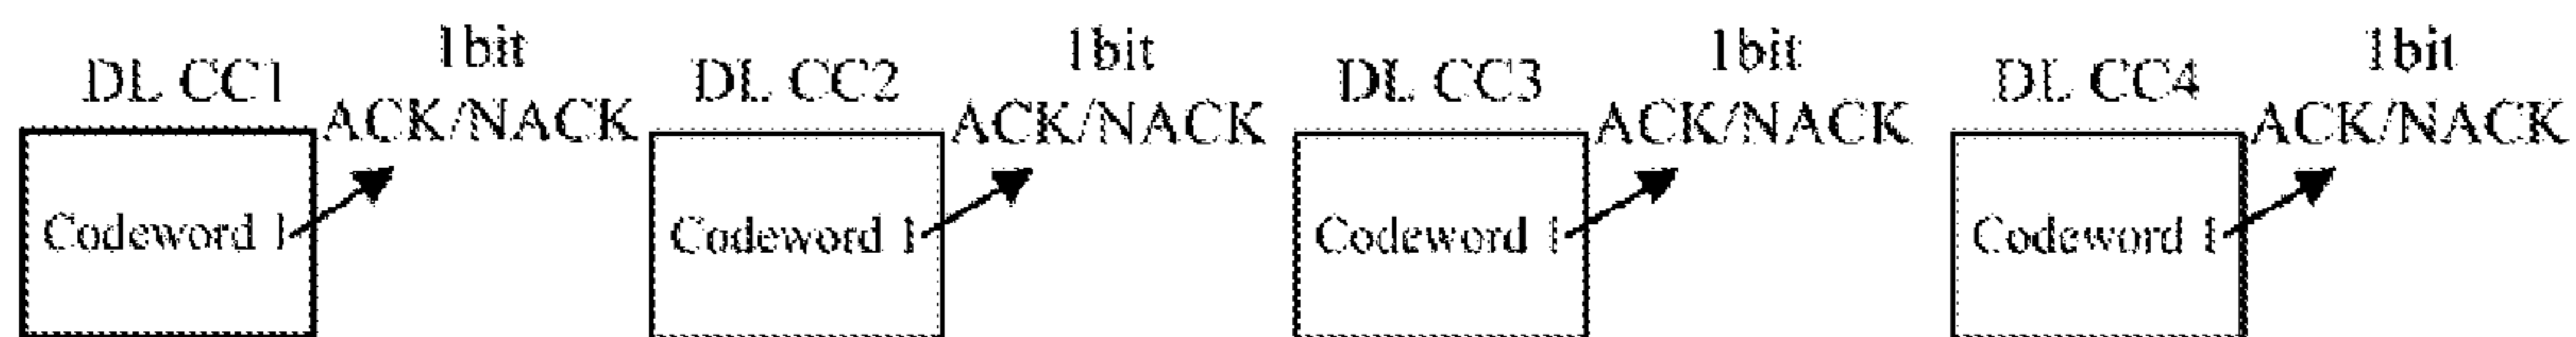 DL CC1
1bit
ACK/NACK
Codeword 1
DL CC2
1bit
ACK/NACK
Codeword 1
DL CC3
1bit
ACK/NACK
Codeword 1
DL CC4
1bit
ACK/NACK
Codeword 1